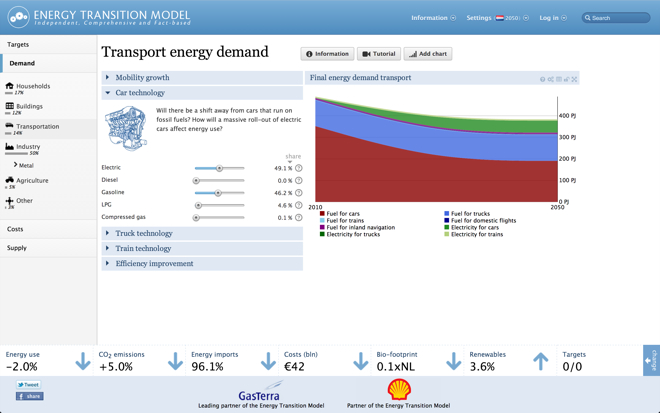 ENERGY TRANSITION MODEL
Independent, Comprehensive and Fact-based
Information
Settings
2050
Log in
Search
Targets
Demand
Households
17%
Buildings
12%
Transportation
14%
Industry
50%
Metal
Agriculture
5%
Other
3%
Costs
Supply
Transport energy demand
Information
Tutorial
Add chart
Mobility growth
Car technology
Will there be a shift away from cars that run on
fossil fuels? How will a massive roll-out of electric
cars affect energy use?
share
Electric 49.1 % ?
Diesel 0.0 % ?
Gasoline 46.2 % ?
LPG 4.6 % ?
Compressed gas 0.1 % ?
Truck technology
Train technology
Efficiency improvement
Final energy demand transport
400 PJ
300 PJ
200 PJ
100 PJ
0 PJ
2010 2050
Fuel for cars Fuel for trucks
Fuel for trains Fuel for domestic flights
Fuel for inland navigation Electricity for cars
Electricity for trucks Electricity for trains
Energy use
-2.0%
CO2 emissions
+5.0%
Energy imports
96.1%
Costs (bln)
€42
Bio-footprint
0.1xNL
Renewables
3.6%
Targets
0/0
change
Tweet
share
GasTerra
Leading partner of the Energy Transition Model
Partner of the Energy Transition Model